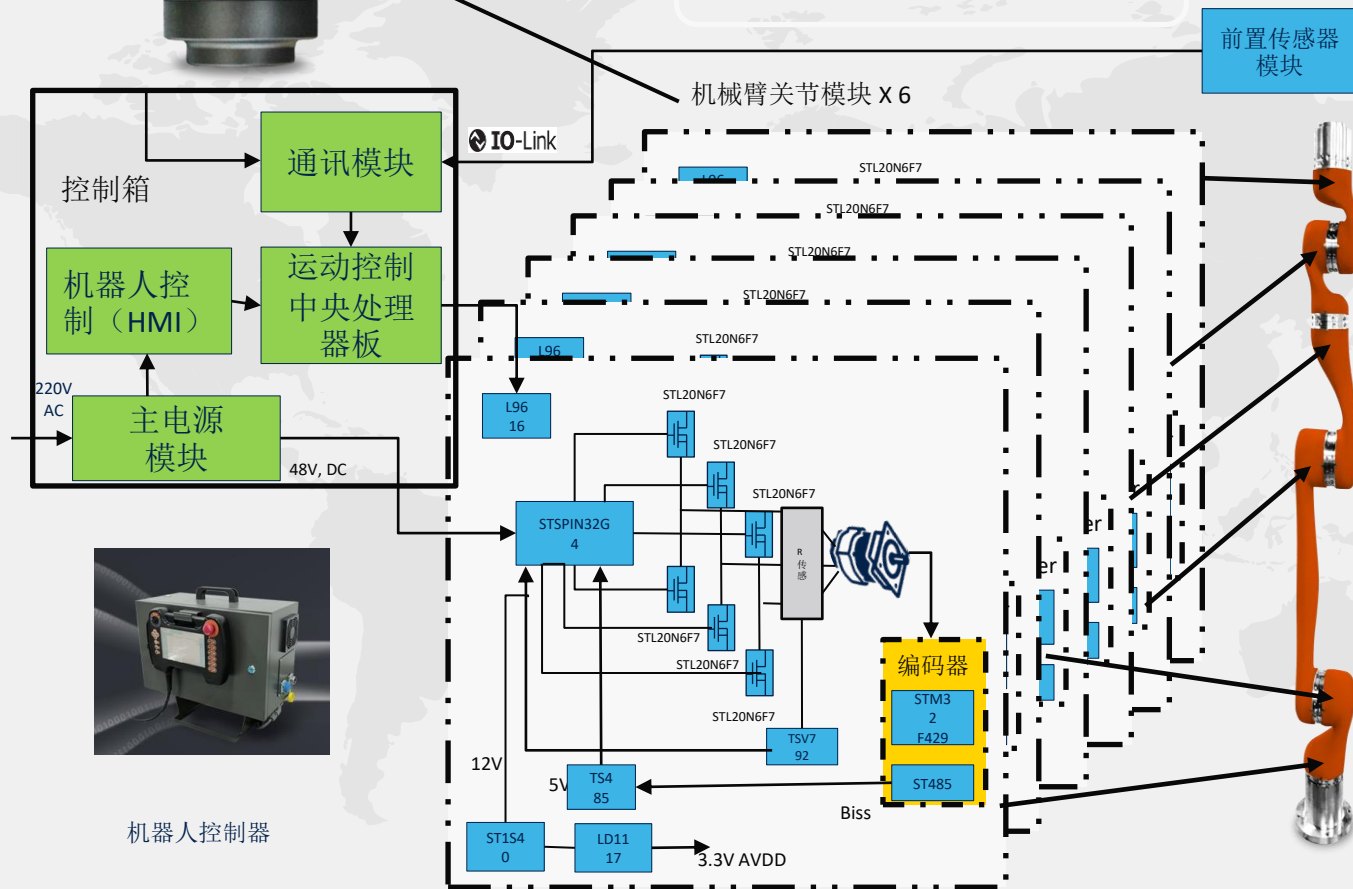 前置传感器
模块
机械臂关节模块 X 6
IO-Link
控制箱
通讯模块
机器人控
制（HMI）
运动控制
中央处理
器板
220V
AC
主电源
模块
48V, DC
STL20N6F7
STL20N6F7
STL20N6F7
STL20N6F7
STL20N6F7
L96
L96
L96
16
STL20N6F7
STL20N6F7
STL20N6F7
STSPIN32G
4
R
传
感
STL20N6F7
STL20N6F7
STL20N6F7
er
er
r
编码器
STM3
2
F429
ST485
Biss
TSV7
92
12V
5V
TS4
85
ST1S4
0
LD11
17
3.3V AVDD
机器人控制器